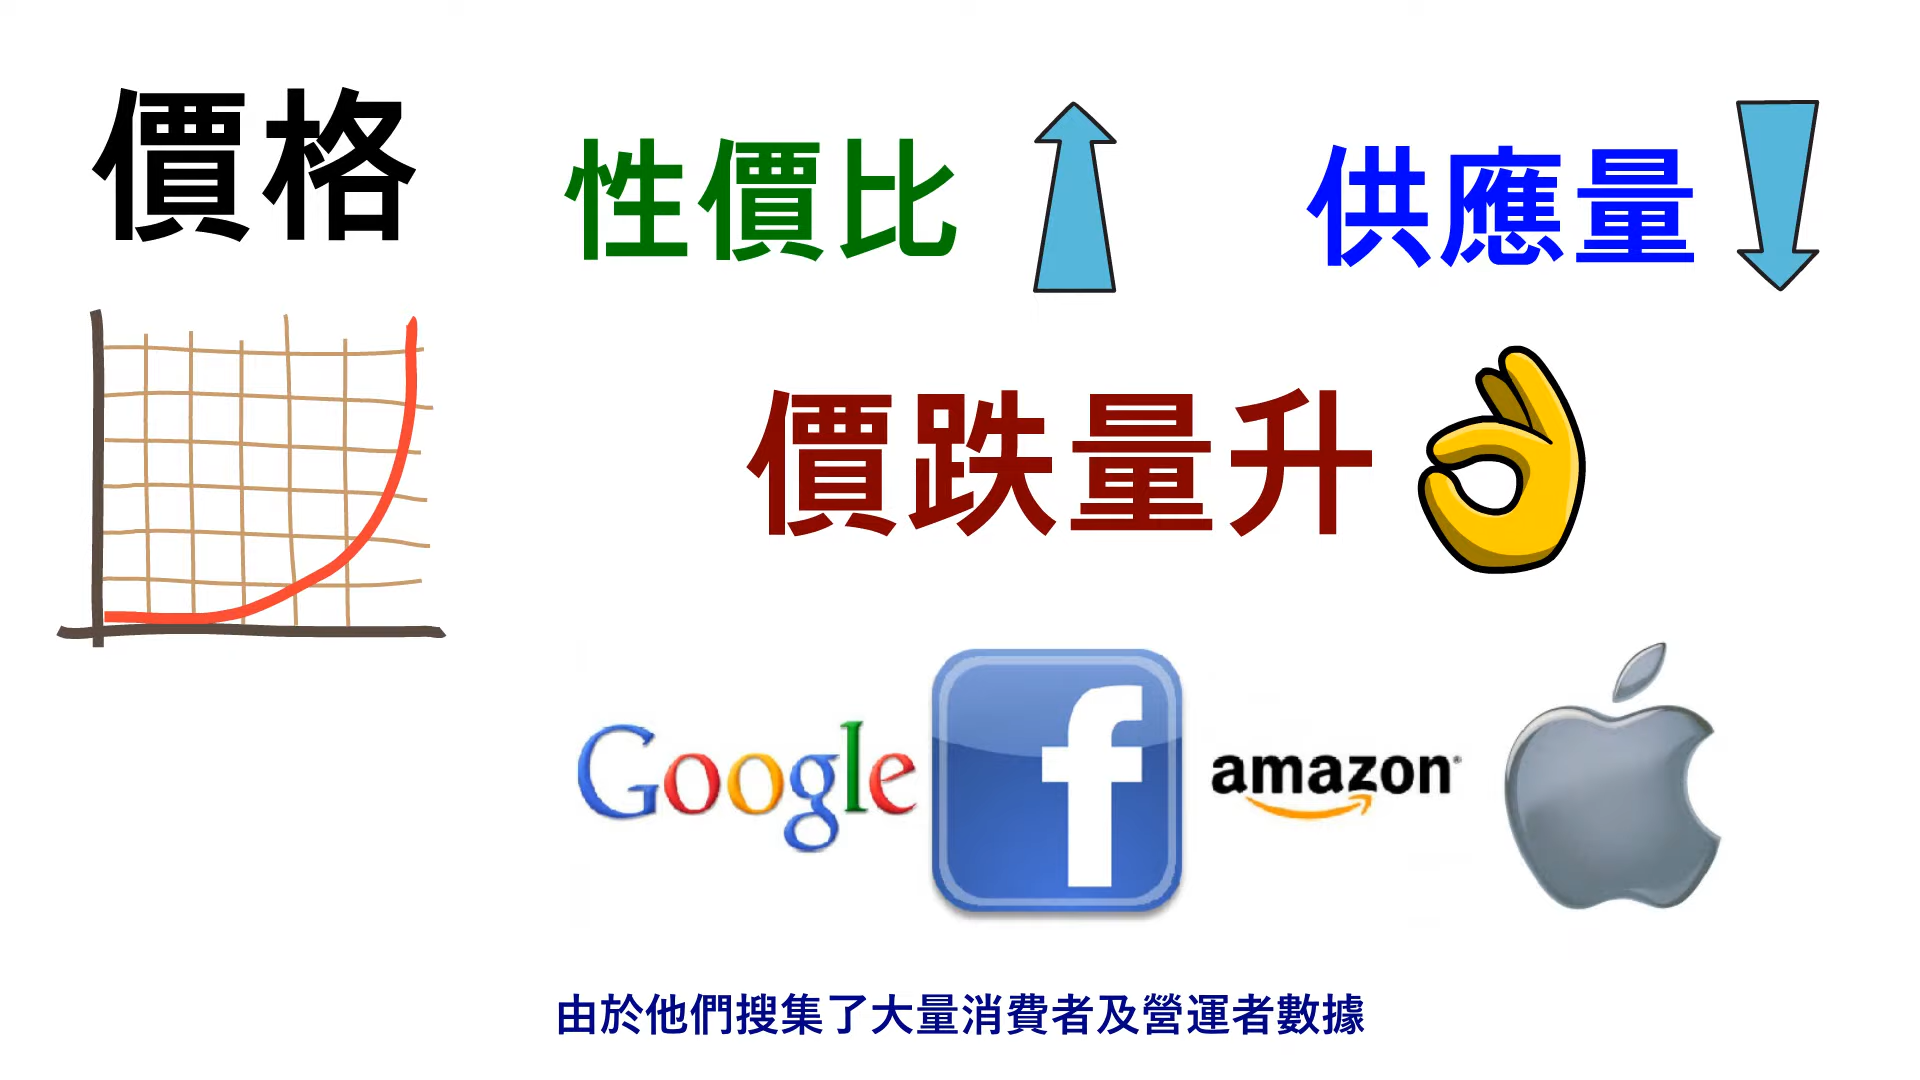 價格
性價比
供應量
價跌量升
Google
f
amazon
由於他們搜集了大量消費者及營運者數據